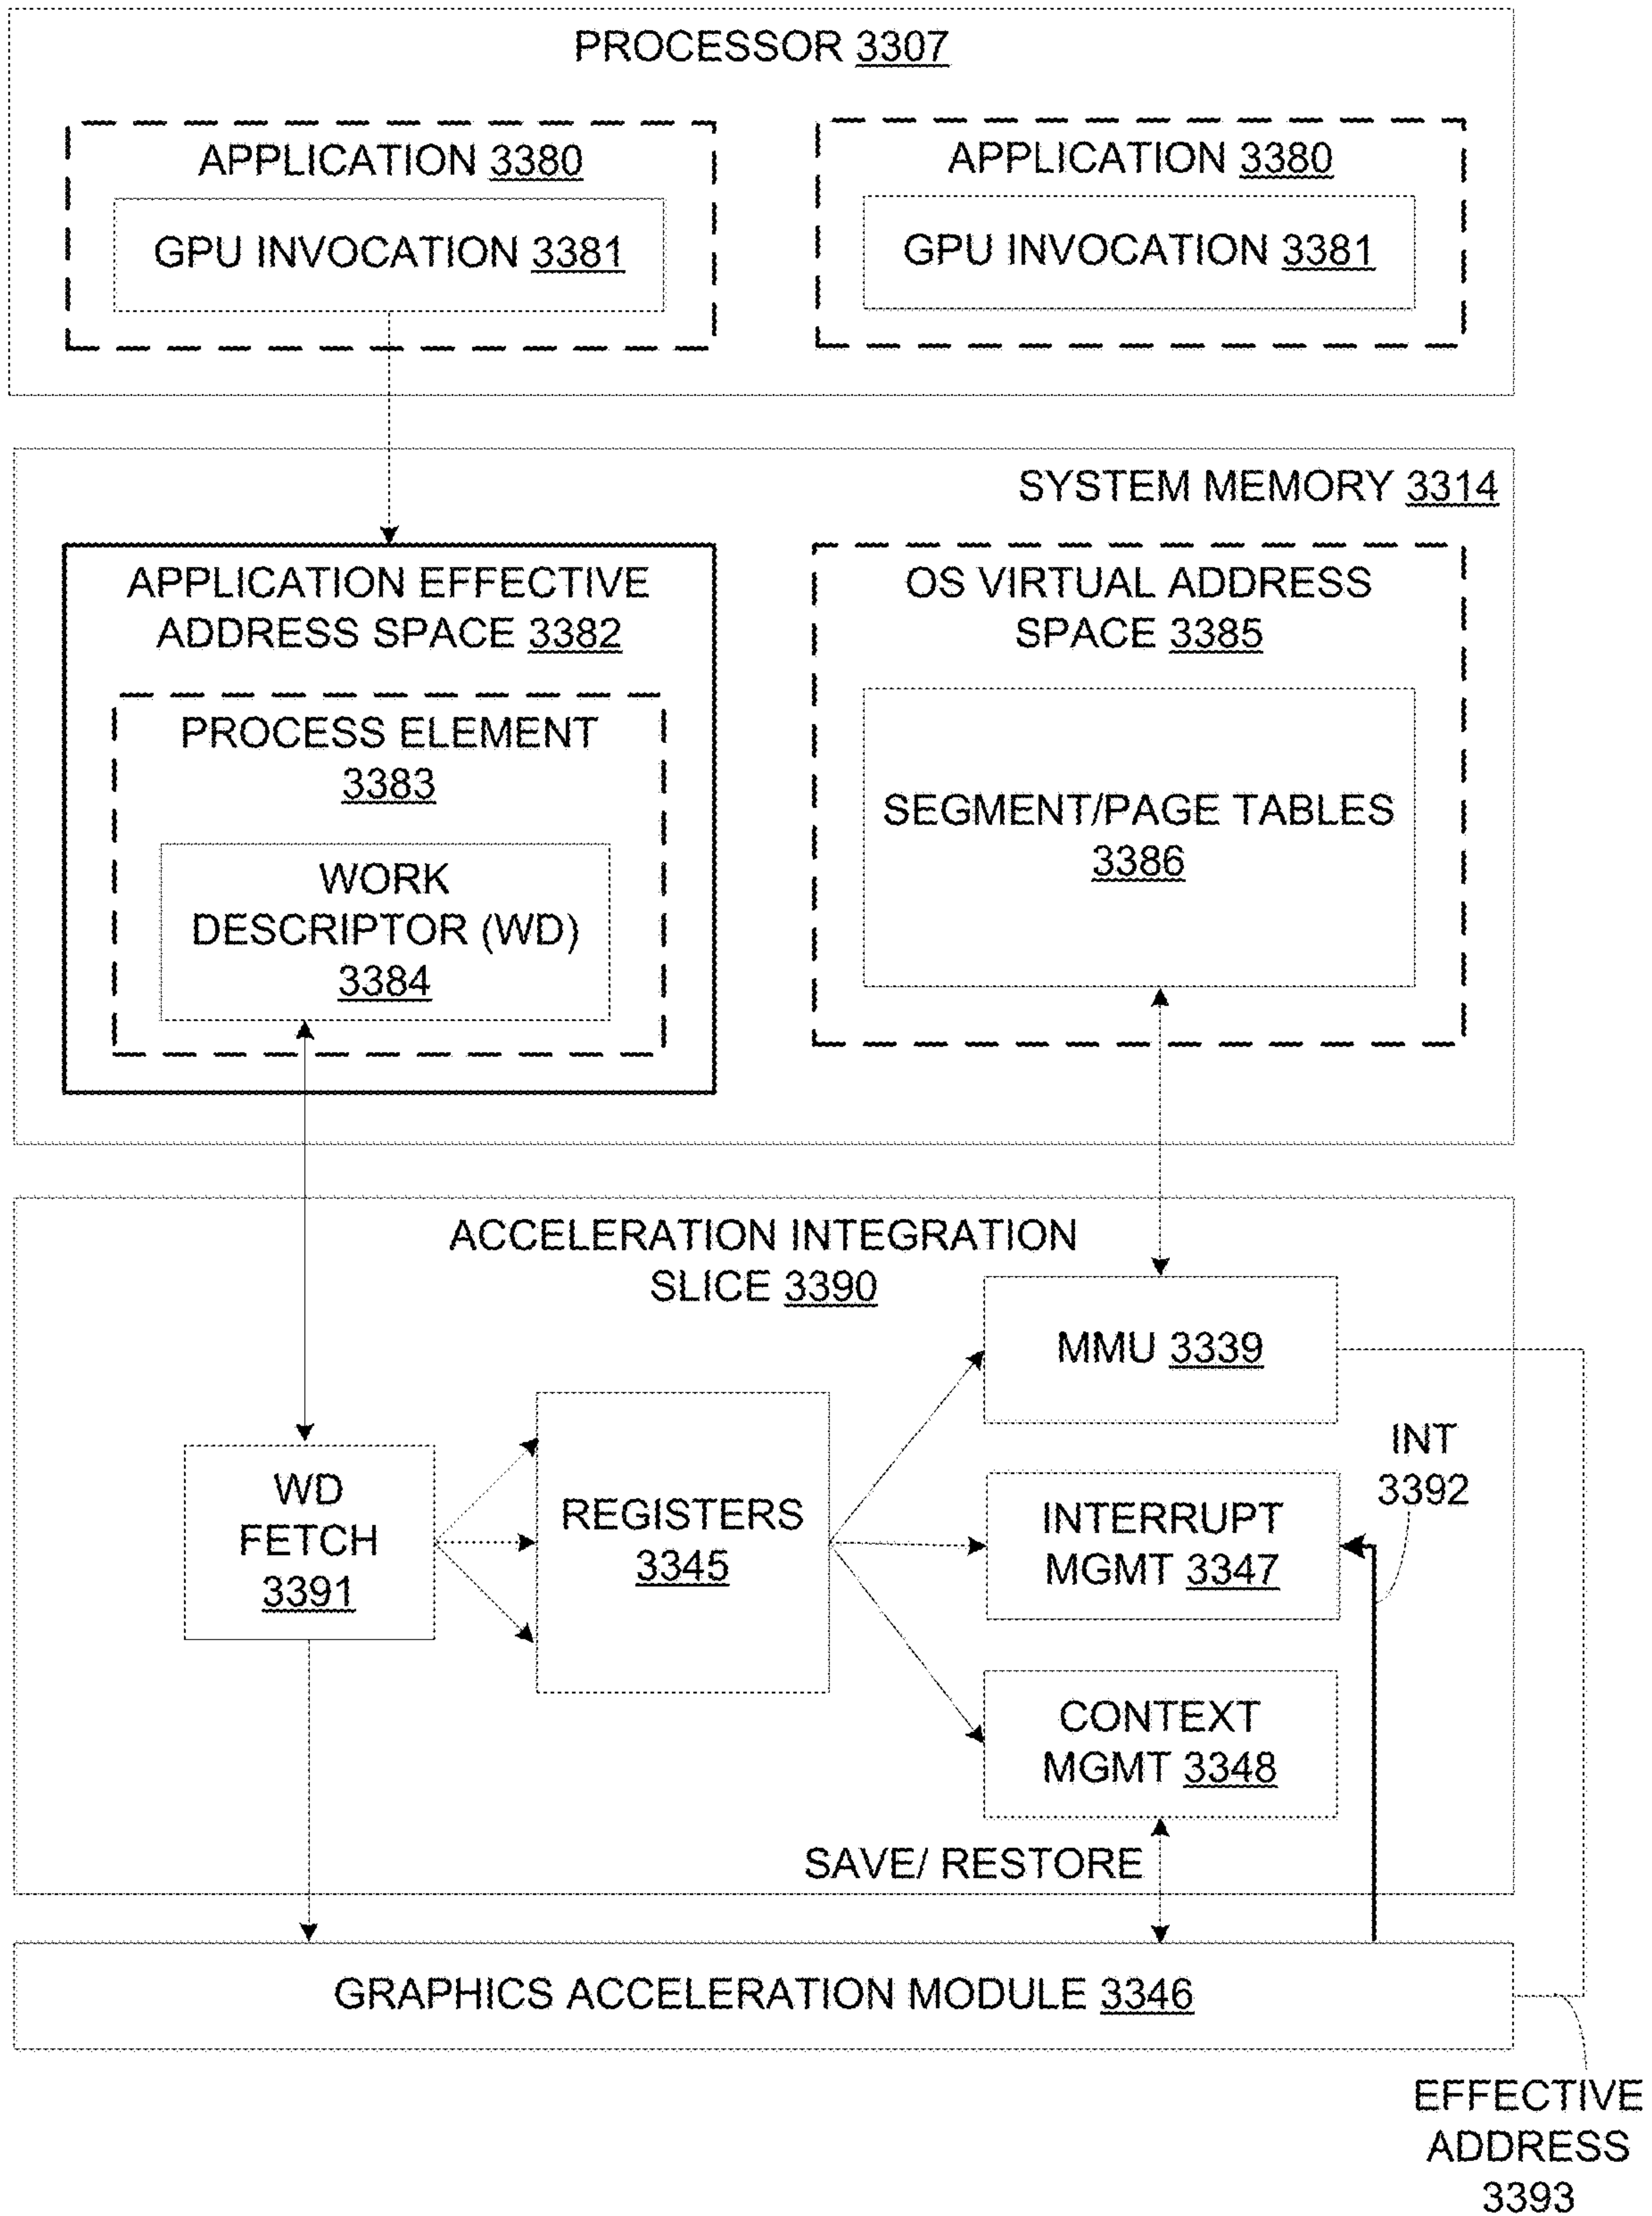 PROCESSOR 3307
APPLICATION 3380
GPU INVOCATION 3381
APPLICATION 3380
GPU INVOCATION 3381
SYSTEM MEMORY 3314
APPLICATION EFFECTIVE
ADDRESS SPACE 3382
PROCESS ELEMENT
3383
WORK
DESCRIPTOR (WD)
3384
OS VIRTUAL ADDRESS
SPACE 3385
SEGMENT/PAGE TABLES
3386
ACCELERATION INTEGRATION
SLICE 3390
WD
FETCH
3391
REGISTERS
3345
MMU 3339
INTERRUPT
MGMT 3347
CONTEXT
MGMT 3348
INT
3392
SAVE/ RESTORE
GRAPHICS ACCELERATION MODULE 3346
EFFECTIVE
ADDRESS
3393